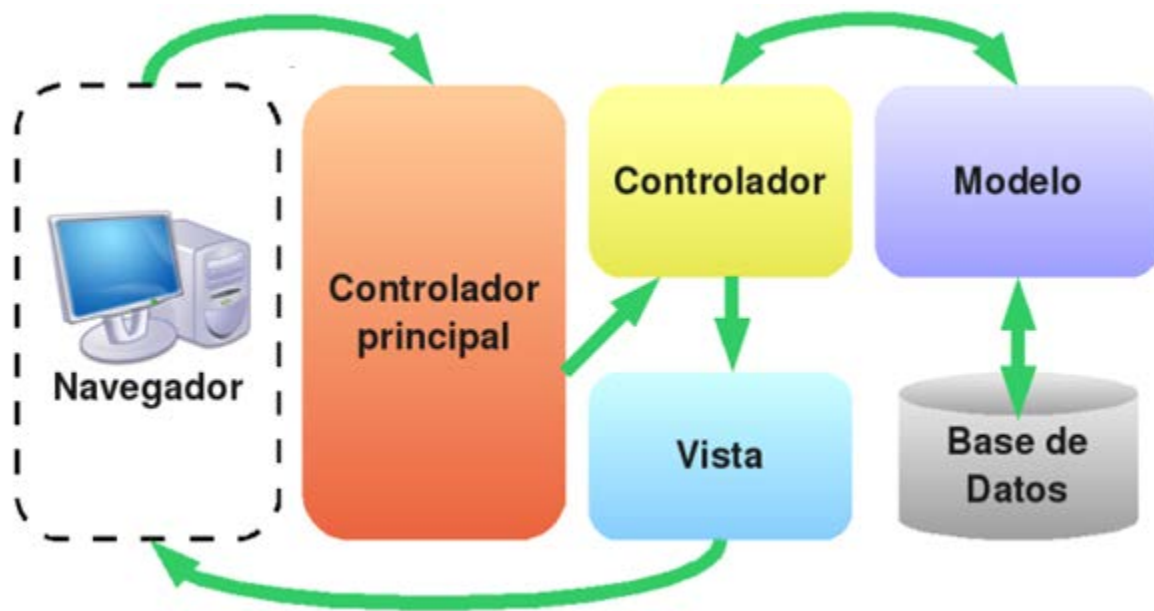 Navegador
Controlador
principal
Controlador
Modelo
Vista
Base de
Datos